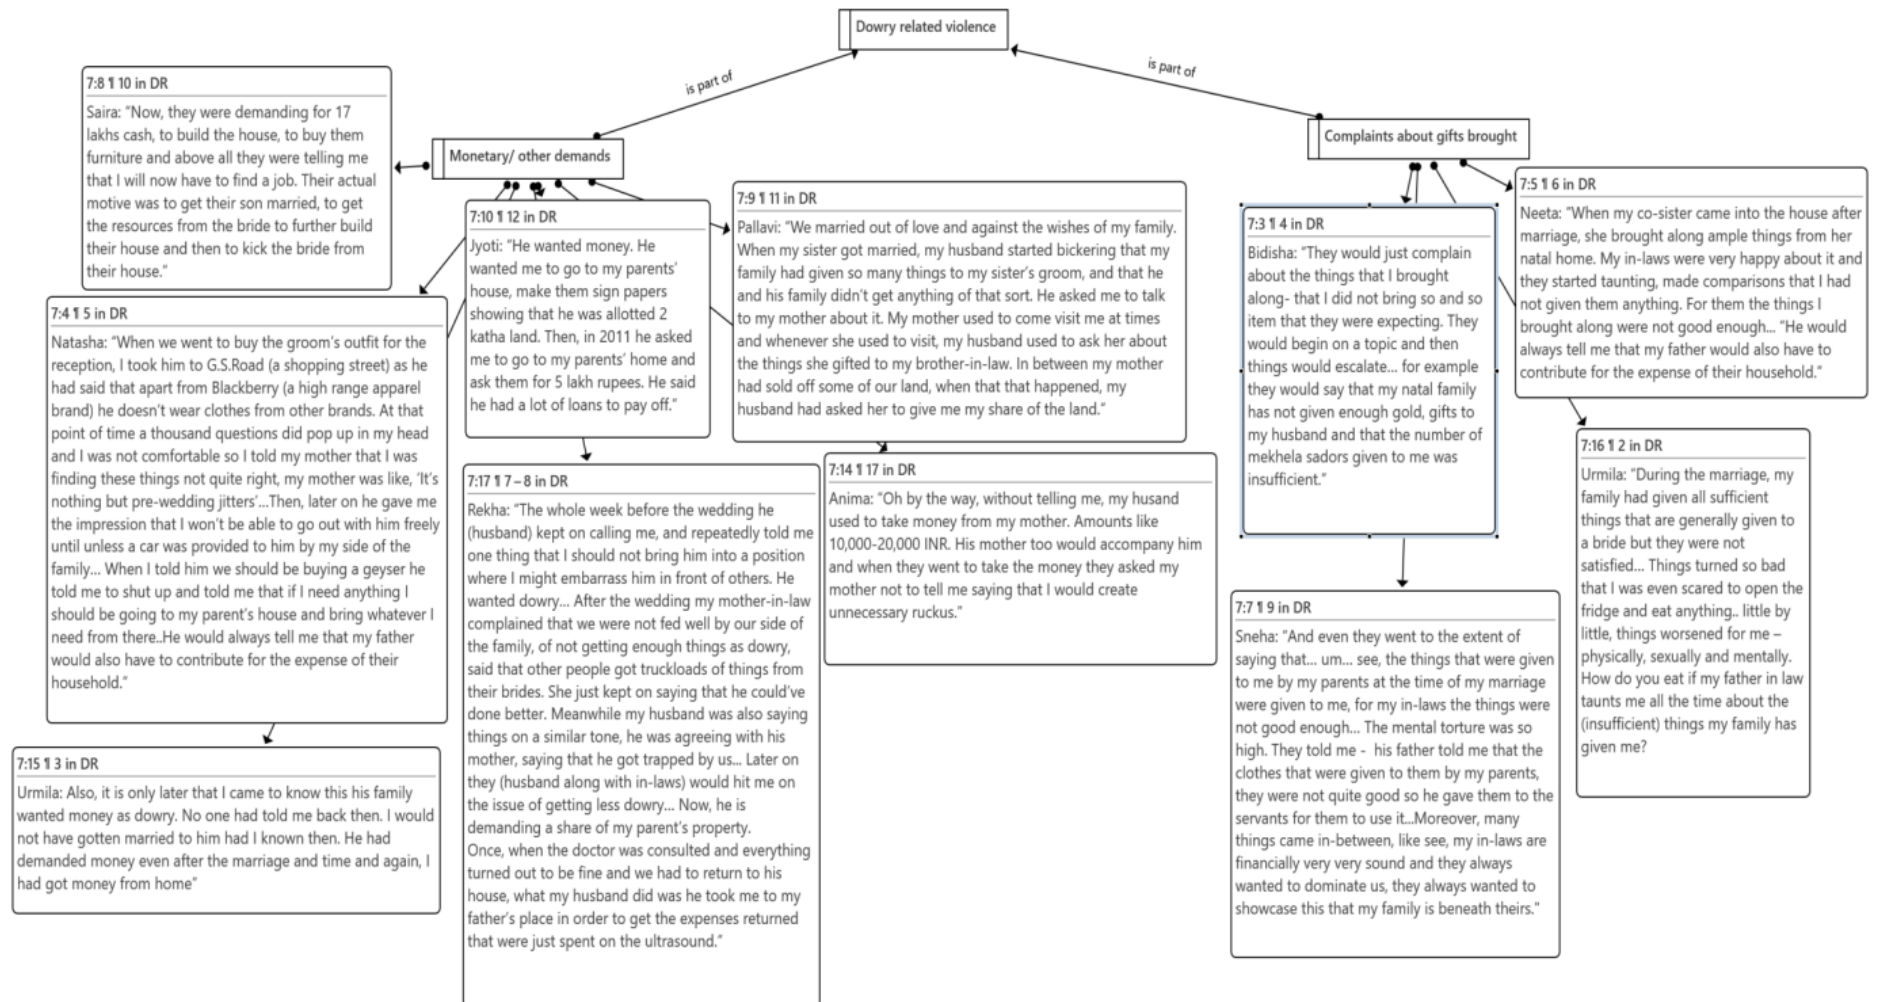 Dowry related violence
is part of
is part of
Monetary/ other demands
Complaints about gifts brought
7:8 ¶ 10 in DR
Saira: “Now, they were demanding for 17
lakhs cash, to build the house, to buy them
furniture and above all they were telling me
that I will now have to find a job. Their actual
motive was to get their son married, to get
the resources from the bride to further build
their house and then to kick the bride from
their house.”
7:4 ¶ 5 in DR
Natasha: “When we went to buy the groom’s outfit for the
reception, I took him to G.S.Road (a shopping street) as he
had said that apart from Blackberry (a high range apparel
brand) he doesn’t wear clothes from other brands. At that
point of time a thousand questions did pop up in my head
and I was not comfortable so I told my mother that I was
finding these things not quite right, my mother was like, ‘It’s
nothing but pre-wedding jitters’...Then, later on he gave me
the impression that I won’t be able to go out with him freely
until unless a car was provided to him by my side of the
family... When I told him we should be buying a geyser he
told me to shut up and told me that if I need anything I
should be going to my parent’s house and bring whatever I
need from there..He would always tell me that my father
would also have to contribute for the expense of their
household.”
7:15 ¶ 3 in DR
Urmila: Also, it is only later that I came to know this his family
wanted money as dowry. No one had told me back then. I would
not have gotten married to him had I known then. He had
demanded money even after the marriage and time and again, I
had got money from home”
7:10 ¶ 12 in DR
Jyoti: “He wanted money. He
wanted me to go to my parents’
house, make them sign papers
showing that he was allotted 2
katha land. Then, in 2011 he asked
me to go to my parents’ home and
ask them for 5 lakh rupees. He said
he had a lot of loans to pay off.”
7:17 ¶ 7 – 8 in DR
Rekha: “The whole week before the wedding he
(husband) kept on calling me, and repeatedly told me
one thing that I should not bring him into a position
where I might embarrass him in front of others. He
wanted dowry... After the wedding my mother-in-law
complained that we were not fed well by our side of
the family, of not getting enough things as dowry,
said that other people got truckloads of things from
their brides. She just kept on saying that he could’ve
done better. Meanwhile my husband was also saying
things on a similar tone, he was agreeing with his
mother, saying that he got trapped by us... Later on
they (husband along with in-laws) would hit me on
the issue of getting less dowry... Now, he is
demanding a share of my parent’s property.
Once, when the doctor was consulted and everything
turned out to be fine and we had to return to his
house, what my husband did was he took me to my
father’s place in order to get the expenses returned
that were just spent on the ultrasound.”
7:9 ¶ 11 in DR
Pallavi: “We married out of love and against the wishes of my family.
When my sister got married, my husband started bickering that my
family had given so many things to my sister’s groom, and that he
and his family didn’t get anything of that sort. He asked me to talk
to my mother about it. My mother used to come visit me at times
and whenever she used to visit, my husband used to ask her about
the things she gifted to my brother-in-law. In between my mother
had sold off some of our land, when that that happened, my
husband had asked her to give me my share of the land.”
7:14 ¶ 17 in DR
Anima: “Oh by the way, without telling me, my husand
used to take money from my mother. Amounts like
10,000-20,000 INR. His mother too would accompany him
and when they went to take the money they asked my
mother not to tell me saying that I would create
unnecessary ruckus.”
7:3 ¶ 4 in DR
Bidisha: “They would just complain
about the things that I brought
along- that I did not bring so and so
item that they were expecting. They
would begin on a topic and then
things would escalate... for example
they would say that my natal family
has not given enough gold, gifts to
my husband and that the number of
mekhela sadors given to me was
insufficient.”
7:7 ¶ 9 in DR
Sneha: “And even they went to the extent of
saying that... um... see, the things that were given
to me by my parents at the time of my marriage
were given to me, for my in-laws the things were
not good enough... The mental torture was so
high. They told me -  his father told me that the
clothes that were given to them by my parents,
they were not quite good so he gave them to the
servants for them to use it...Moreover, many
things came in-between, like see, my in-laws are
financially very very sound and they always
wanted to dominate us, they always wanted to
showcase this that my family is beneath theirs.”
7:5 ¶ 6 in DR
Neeta: “When my co-sister came into the house after
marriage, she brought along ample things from her
natal home. My in-laws were very happy about it and
they started taunting, made comparisons that I had
not given them anything. For them the things I
brought along were not good enough... “He would
always tell me that my father would also have to
contribute for the expense of their household.”
7:16 ¶ 2 in DR
Urmila: “During the marriage, my
family had given all sufficient
things that are generally given to
a bride but they were not
satisfied... Things turned so bad
that I was even scared to open the
fridge and eat anything.. little by
little, things worsened for me –
physically, sexually and mentally.
How do you eat if my father in law
taunts me all the time about the
(insufficient) things my family has
given me?